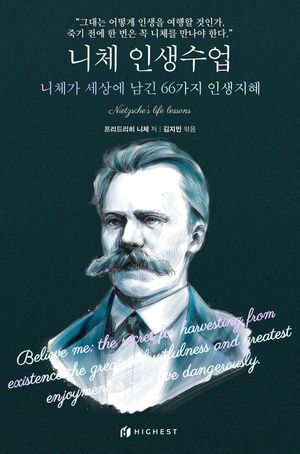 “그대는 어떻게 인생을 여행할 것인가.
죽기 전에 한 번은 꼭 니체를 만나야 한다.”
니체 인생수업
니체가 세상에 남긴 66가지 인생지혜
Nietzsche's life lessons
프리드리히 니체 저 | 김지민 엮음
Believe me: the secret for harvesting from
existence the greatest fruitfulness and greatest
enjoyment is - to live dangerously.
HIGHEST